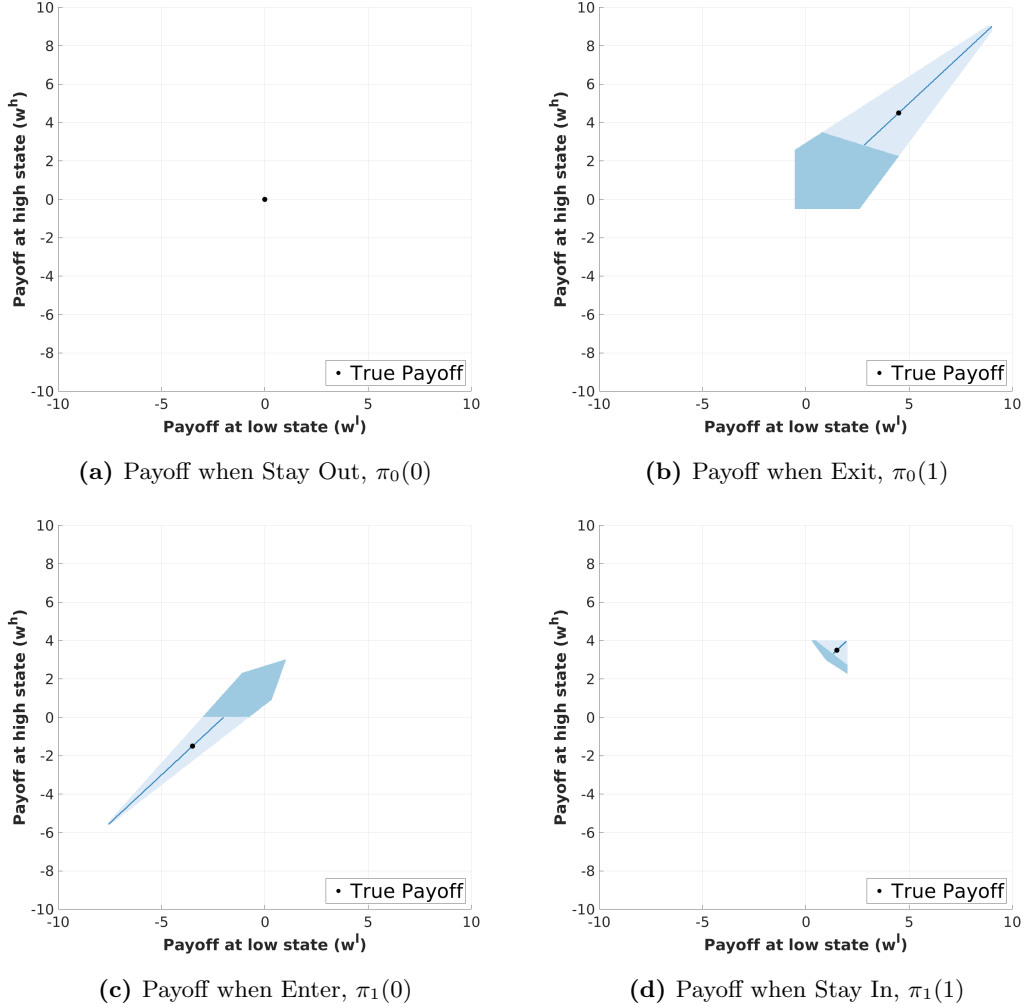 10
8
6
4
2
0
-2
-4
-6
-8
-10
Payoff at high state (w^h)
-10 -5 0 5 10
Payoff at low state (w^l)
True Payoff
(a) Payoff when Stay Out, π₀(0)
10
8
6
4
2
0
-2
-4
-6
-8
-10
Payoff at high state (w^h)
-10 -5 0 5 10
Payoff at low state (w^l)
True Payoff
(b) Payoff when Exit, π₀(1)
10
8
6
4
2
0
-2
-4
-6
-8
-10
Payoff at high state (w^h)
-10 -5 0 5 10
Payoff at low state (w^l)
True Payoff
(c) Payoff when Enter, π₁(0)
10
8
6
4
2
0
-2
-4
-6
-8
-10
Payoff at high state (w^h)
-10 -5 0 5 10
Payoff at low state (w^l)
True Payoff
(d) Payoff when Stay In, π₁(1)